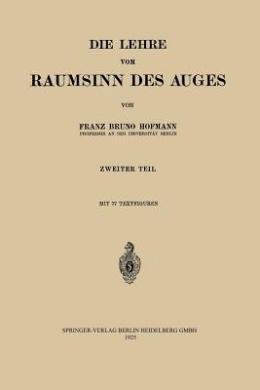 DIE LEHRE
VOM
RAUMSINN DES AUGES
VON
FRANZ BRUNO HOFMANN
PROFESSOR AN DER UNIVERSITÄT BERLIN
ZWEITER TEIL
MIT 77 TEXTFIGUREN
SPRINGER-VERLAG BERLIN HEIDELBERG GMBH
1925